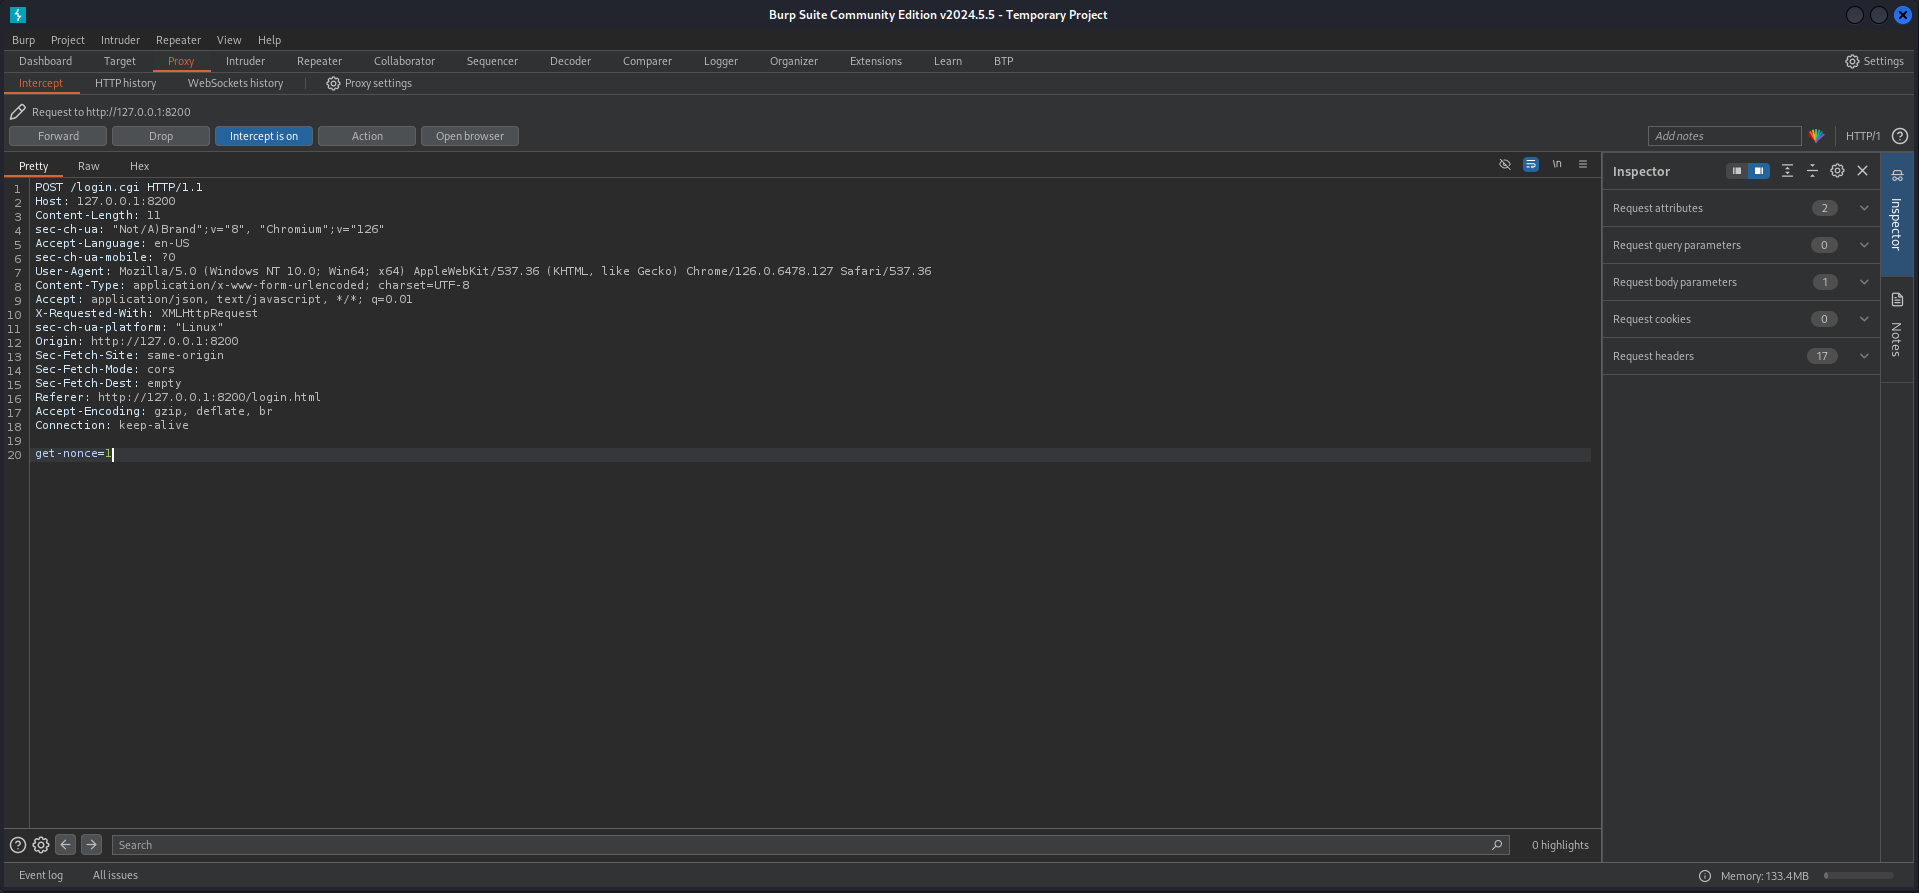 Burp Suite Community Edition v2024.5.5 - Temporary Project
Burp Project Intruder Repeater View Help
Dashboard Target Proxy Intruder Repeater Collaborator Sequencer Decoder Comparer Logger Organizer Extensions Learn BTP Settings
Intercept HTTP history WebSockets history Proxy settings
Request to http://127.0.0.1:8200
Forward Drop Intercept is on Action Open browser Add notes HTTP/1
Pretty Raw Hex \n
Inspector
1 POST /login.cgi HTTP/1.1
2 Host: 127.0.0.1:8200
3 Content-Length: 11
4 sec-ch-ua: "Not/A)Brand";v="8", "Chromium";v="126"
5 Accept-Language: en-US
6 sec-ch-ua-mobile: ?0
7 User-Agent: Mozilla/5.0 (Windows NT 10.0; Win64; x64) AppleWebKit/537.36 (KHTML, like Gecko) Chrome/126.0.6478.127 Safari/537.36
8 Content-Type: application/x-www-form-urlencoded; charset=UTF-8
9 Accept: application/json, text/javascript, */*; q=0.01
10 X-Requested-With: XMLHttpRequest
11 sec-ch-ua-platform: "Linux"
12 Origin: http://127.0.0.1:8200
13 Sec-Fetch-Site: same-origin
14 Sec-Fetch-Mode: cors
15 Sec-Fetch-Dest: empty
16 Referer: http://127.0.0.1:8200/login.html
17 Accept-Encoding: gzip, deflate, br
18 Connection: keep-alive
19
20 get-nonce=1
Request attributes 2
Request query parameters 0
Request body parameters 1
Request cookies 0
Request headers 17
Inspector
Notes
Search 0 highlights
Event log All issues Memory: 133.4MB